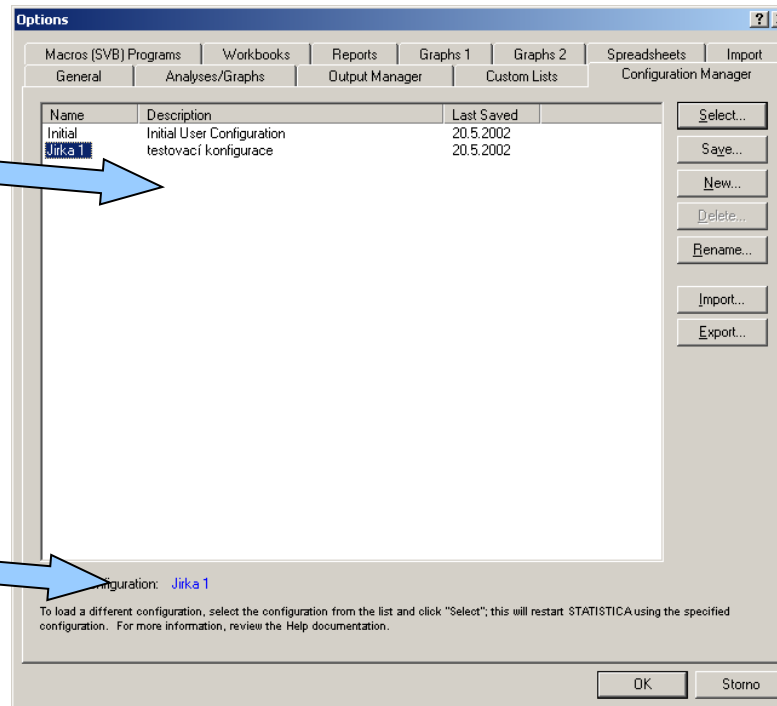 Options
Macros (SVB) Programs Workbooks Reports Graphs 1 Graphs 2 Spreadsheets Import
General Analyses/Graphs Output Manager Custom Lists Configuration Manager
Name Description Last Saved
Initial Initial User Configuration 20.5.2002
Jirka 1 testovací konfigurace 20.5.2002
Select...
Save...
New...
Delete...
Rename...
Import...
Export...
Jirka 1
To load a different configuration, select the configuration from the list and click "Select"; this will restart STATISTICA using the specified
configuration. For more information, review the Help documentation.
OK Storno